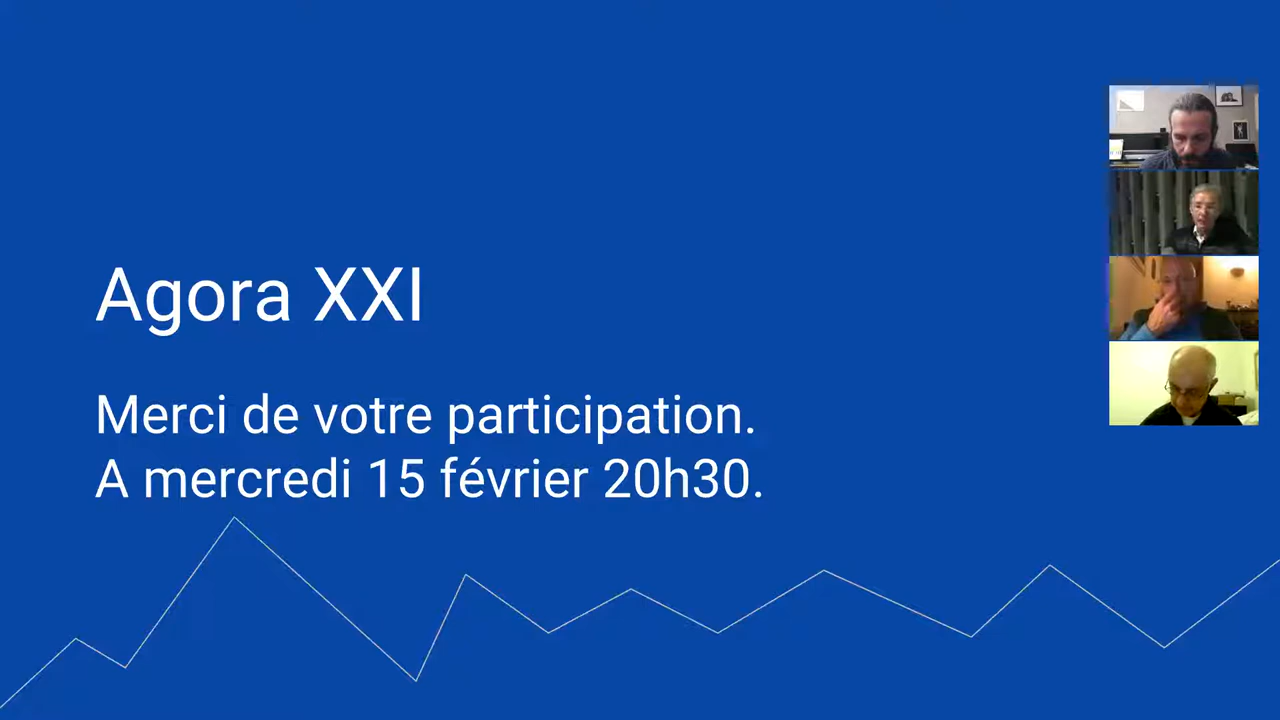 Agora XXI
Merci de votre participation.
A mercredi 15 février 20h30.